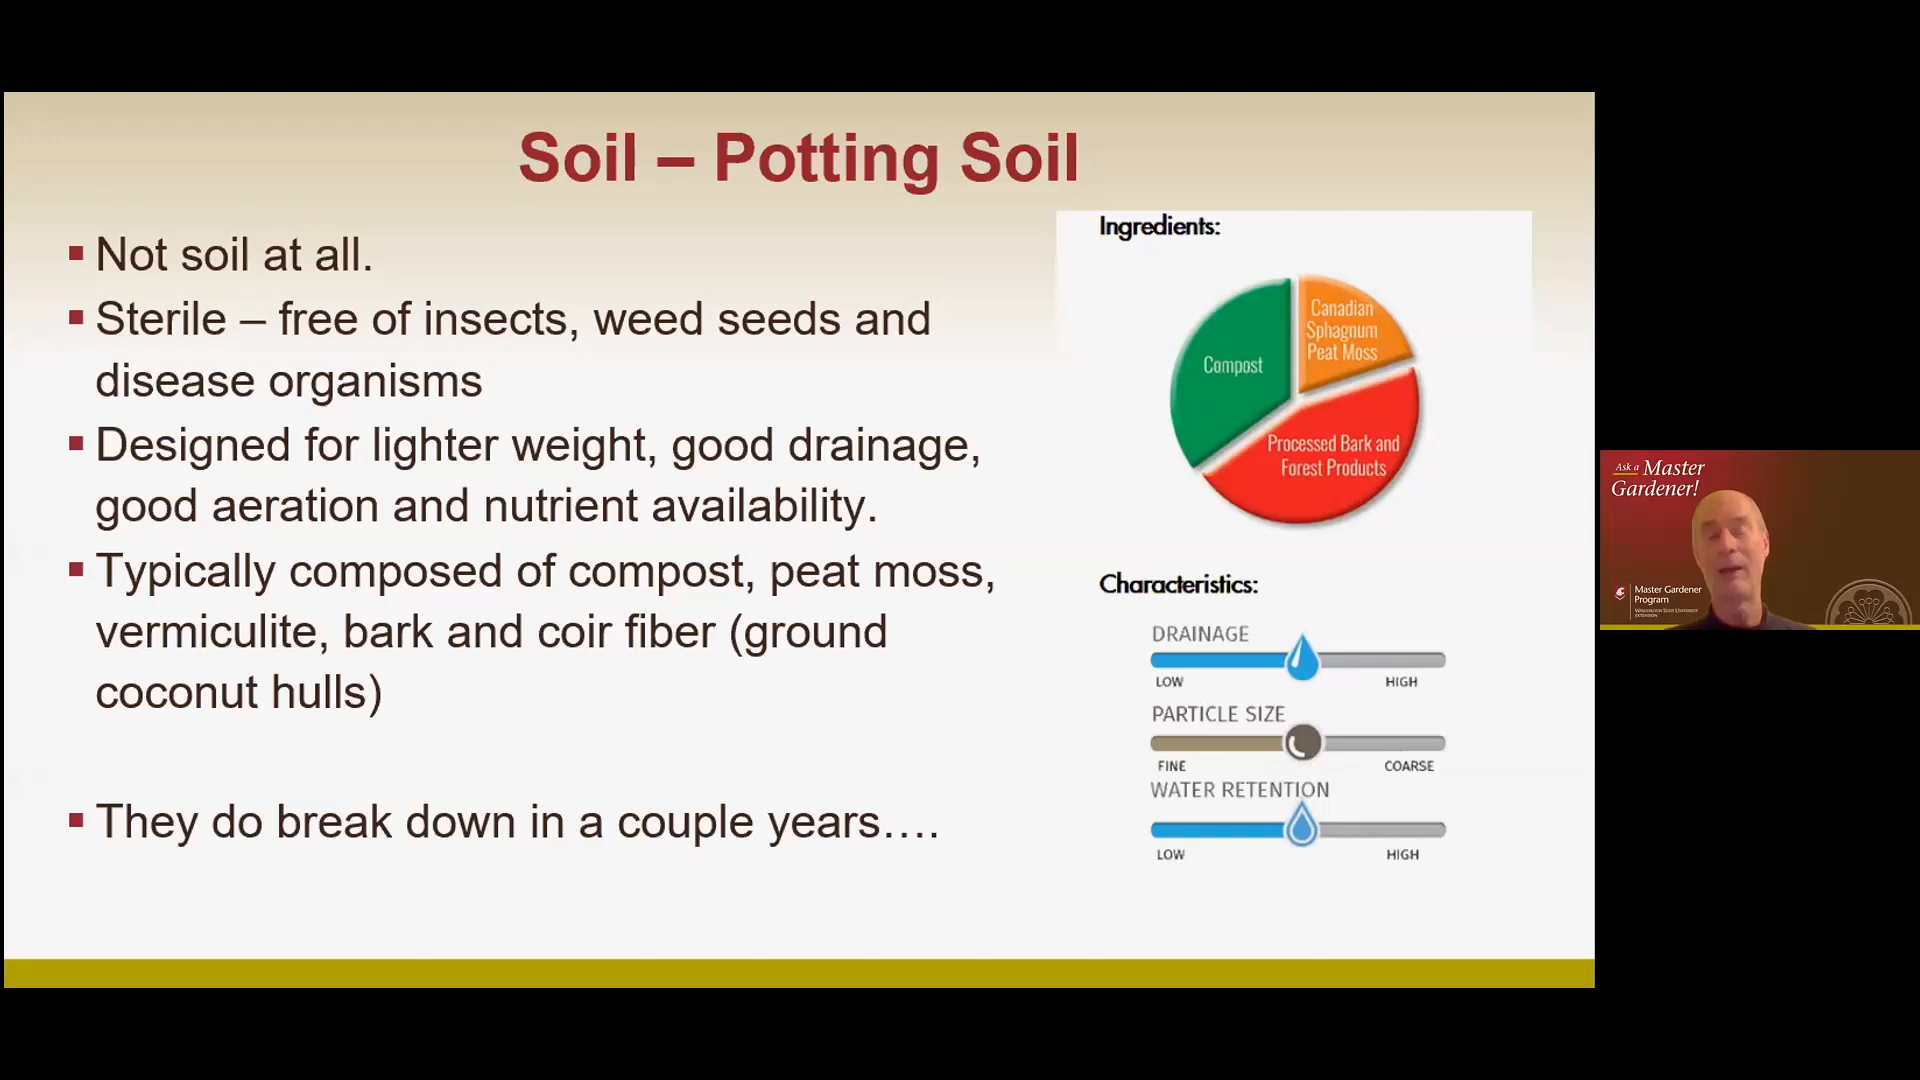 Soil – Potting Soil
Not soil at all.
Sterile – free of insects, weed seeds and
disease organisms
Designed for lighter weight, good drainage,
good aeration and nutrient availability.
Typically composed of compost, peat moss,
vermiculite, bark and coir fiber (ground
coconut hulls)
They do break down in a couple years….
Ingredients:
Canadian
Sphagnum
Peat Moss
Compost
Processed Bark and
Forest Products
Characteristics:
DRAINAGE
LOW HIGH
PARTICLE SIZE
FINE COARSE
WATER RETENTION
LOW HIGH
Ask a Master
Gardener!
Master Gardener
Program
WASHINGTON STATE UNIVERSITY
EXTENSION